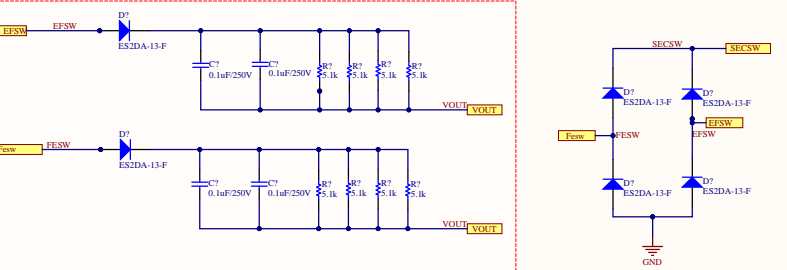 EFSW
EFSW
D?
ES2DA-13-F
C?
0.1uF/250V
C?
0.1uF/250V
R?
5.1k
R?
5.1k
R?
5.1k
R?
5.1k
VOUT
VOUT
Fesw
FESW
D?
ES2DA-13-F
C?
0.1uF/250V
C?
0.1uF/250V
R?
5.1k
R?
5.1k
R?
5.1k
R?
5.1k
VOUT
VOUT
SECSW
SECSW
D?
ES2DA-13-F
D?
ES2DA-13-F
EFSW
EFSW
Fesw
FESW
D?
ES2DA-13-F
D?
ES2DA-13-F
GND